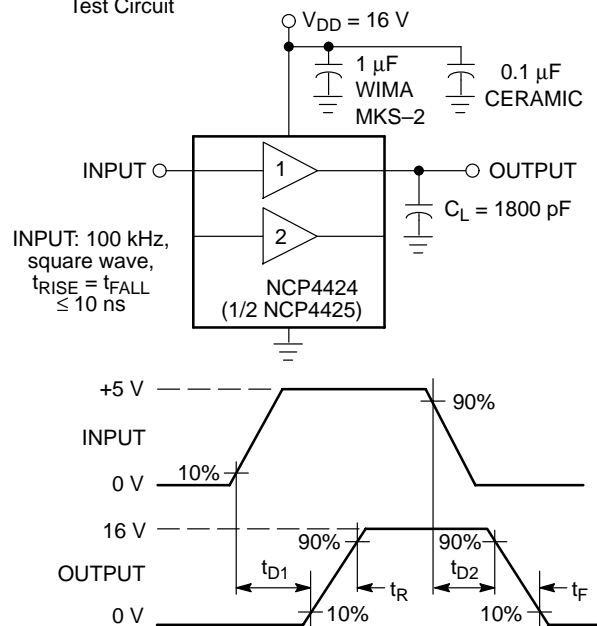 Test Circuit
V_DD = 16 V
1 μF
WIMA
MKS–2
0.1 μF
CERAMIC
INPUT
1
OUTPUT
C_L = 1800 pF
2
INPUT: 100 kHz,
square wave,
t_RISE = t_FALL
≤ 10 ns
NCP4424
(1/2 NCP4425)
+5 V
90%
INPUT
10%
0 V
16 V
90%
90%
t_D1
t_R
t_D2
t_F
OUTPUT
0 V
10%
10%